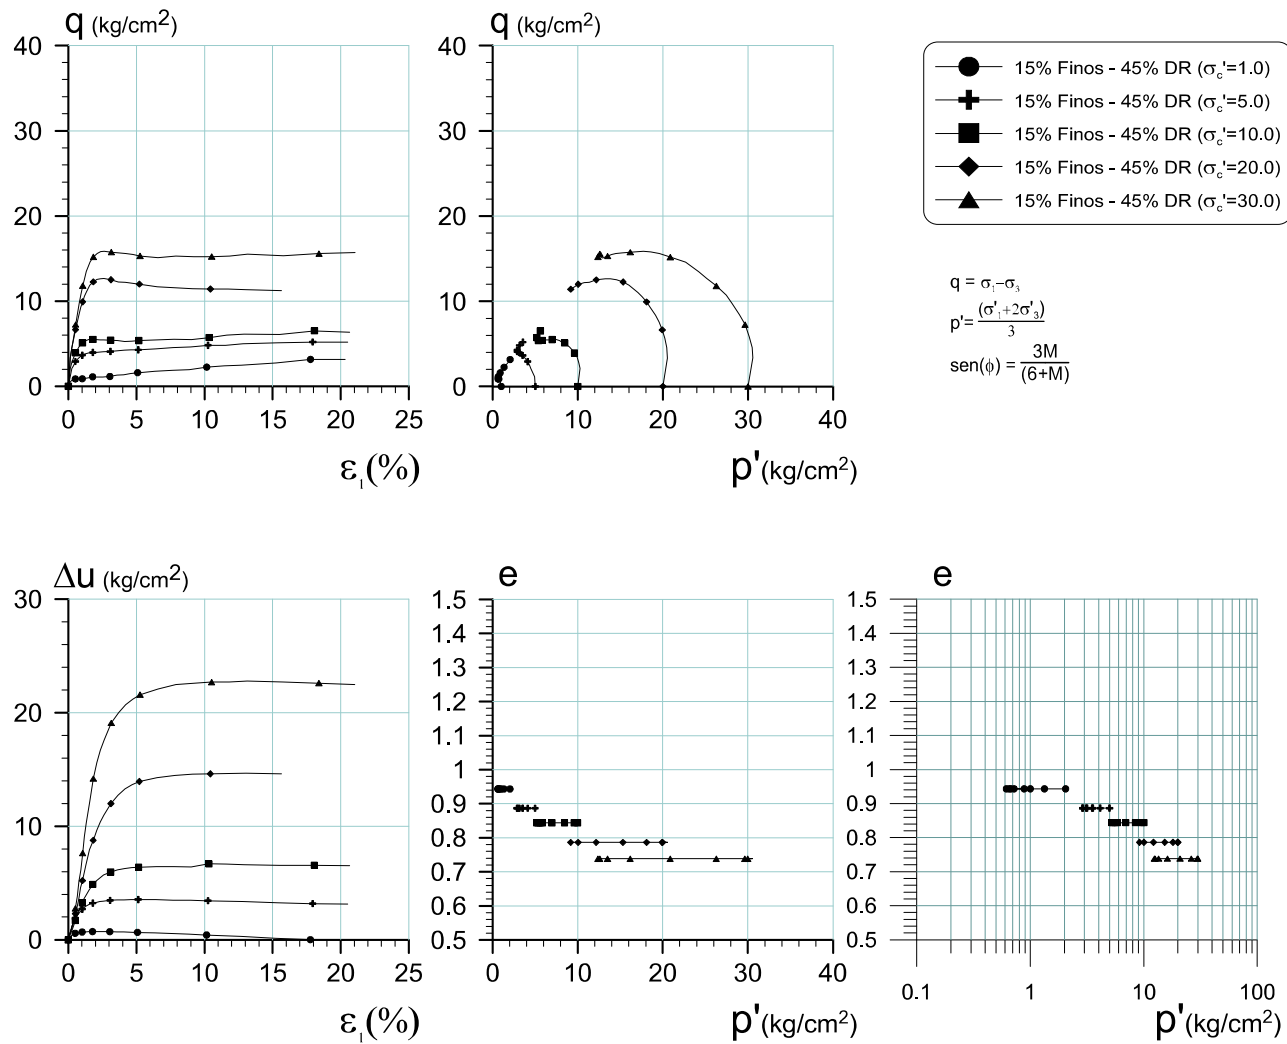 q (kg/cm²)
40
30
20
10
0
0 5 10 15 20 25
ε₁(%)
q (kg/cm²)
40
30
20
10
0
0 10 20 30 40
p'(kg/cm²)
15% Finos - 45% DR (σc'=1.0)
15% Finos - 45% DR (σc'=5.0)
15% Finos - 45% DR (σc'=10.0)
15% Finos - 45% DR (σc'=20.0)
15% Finos - 45% DR (σc'=30.0)
q = σ₁-σ₃
p'= (σ'₁+2σ'₃)
3
sen(ϕ) = 3M
(6+M)
Δu (kg/cm²)
30
20
10
0
0 5 10 15 20 25
ε₁(%)
e
1.5
1.4
1.3
1.2
1.1
1
0.9
0.8
0.7
0.6
0.5
0 10 20 30 40
p'(kg/cm²)
e
1.5
1.4
1.3
1.2
1.1
1
0.9
0.8
0.7
0.6
0.5
0.1 1 10 100
p'(kg/cm²)